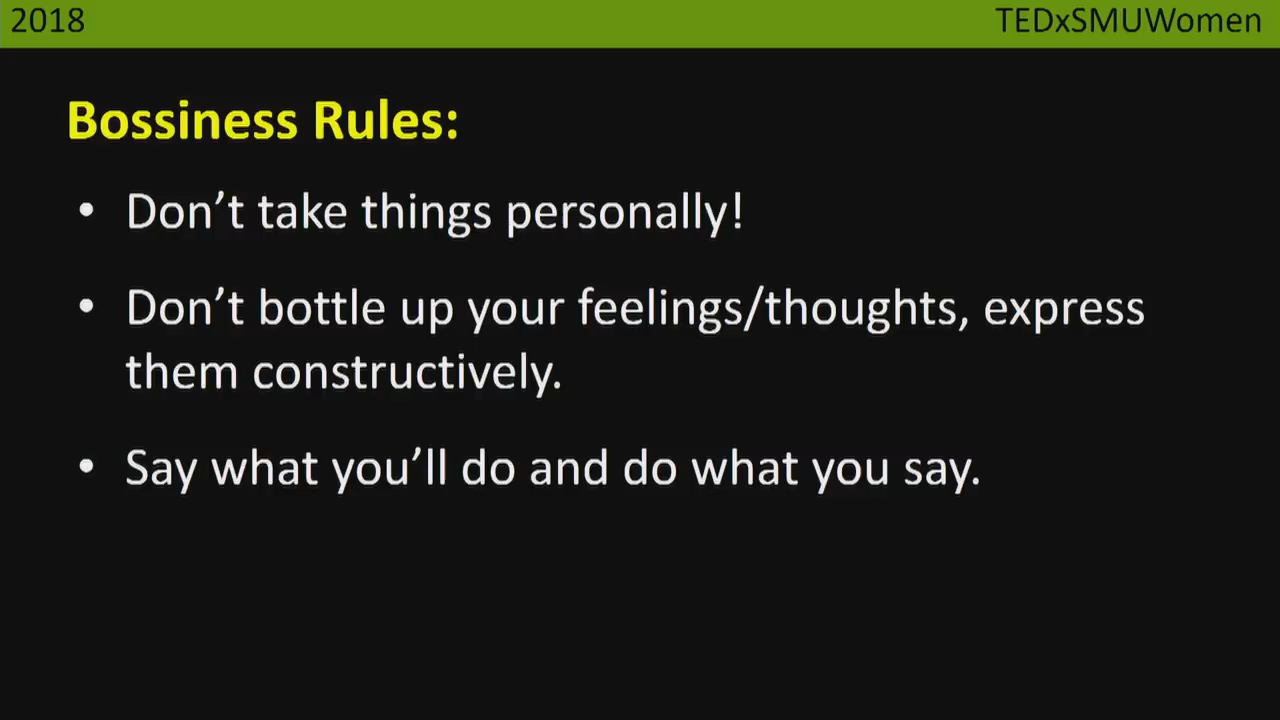 2018 TEDxSMUWomen
Bossiness Rules:
• Don’t take things personally!
• Don’t bottle up your feelings/thoughts, express
them constructively.
• Say what you’ll do and do what you say.